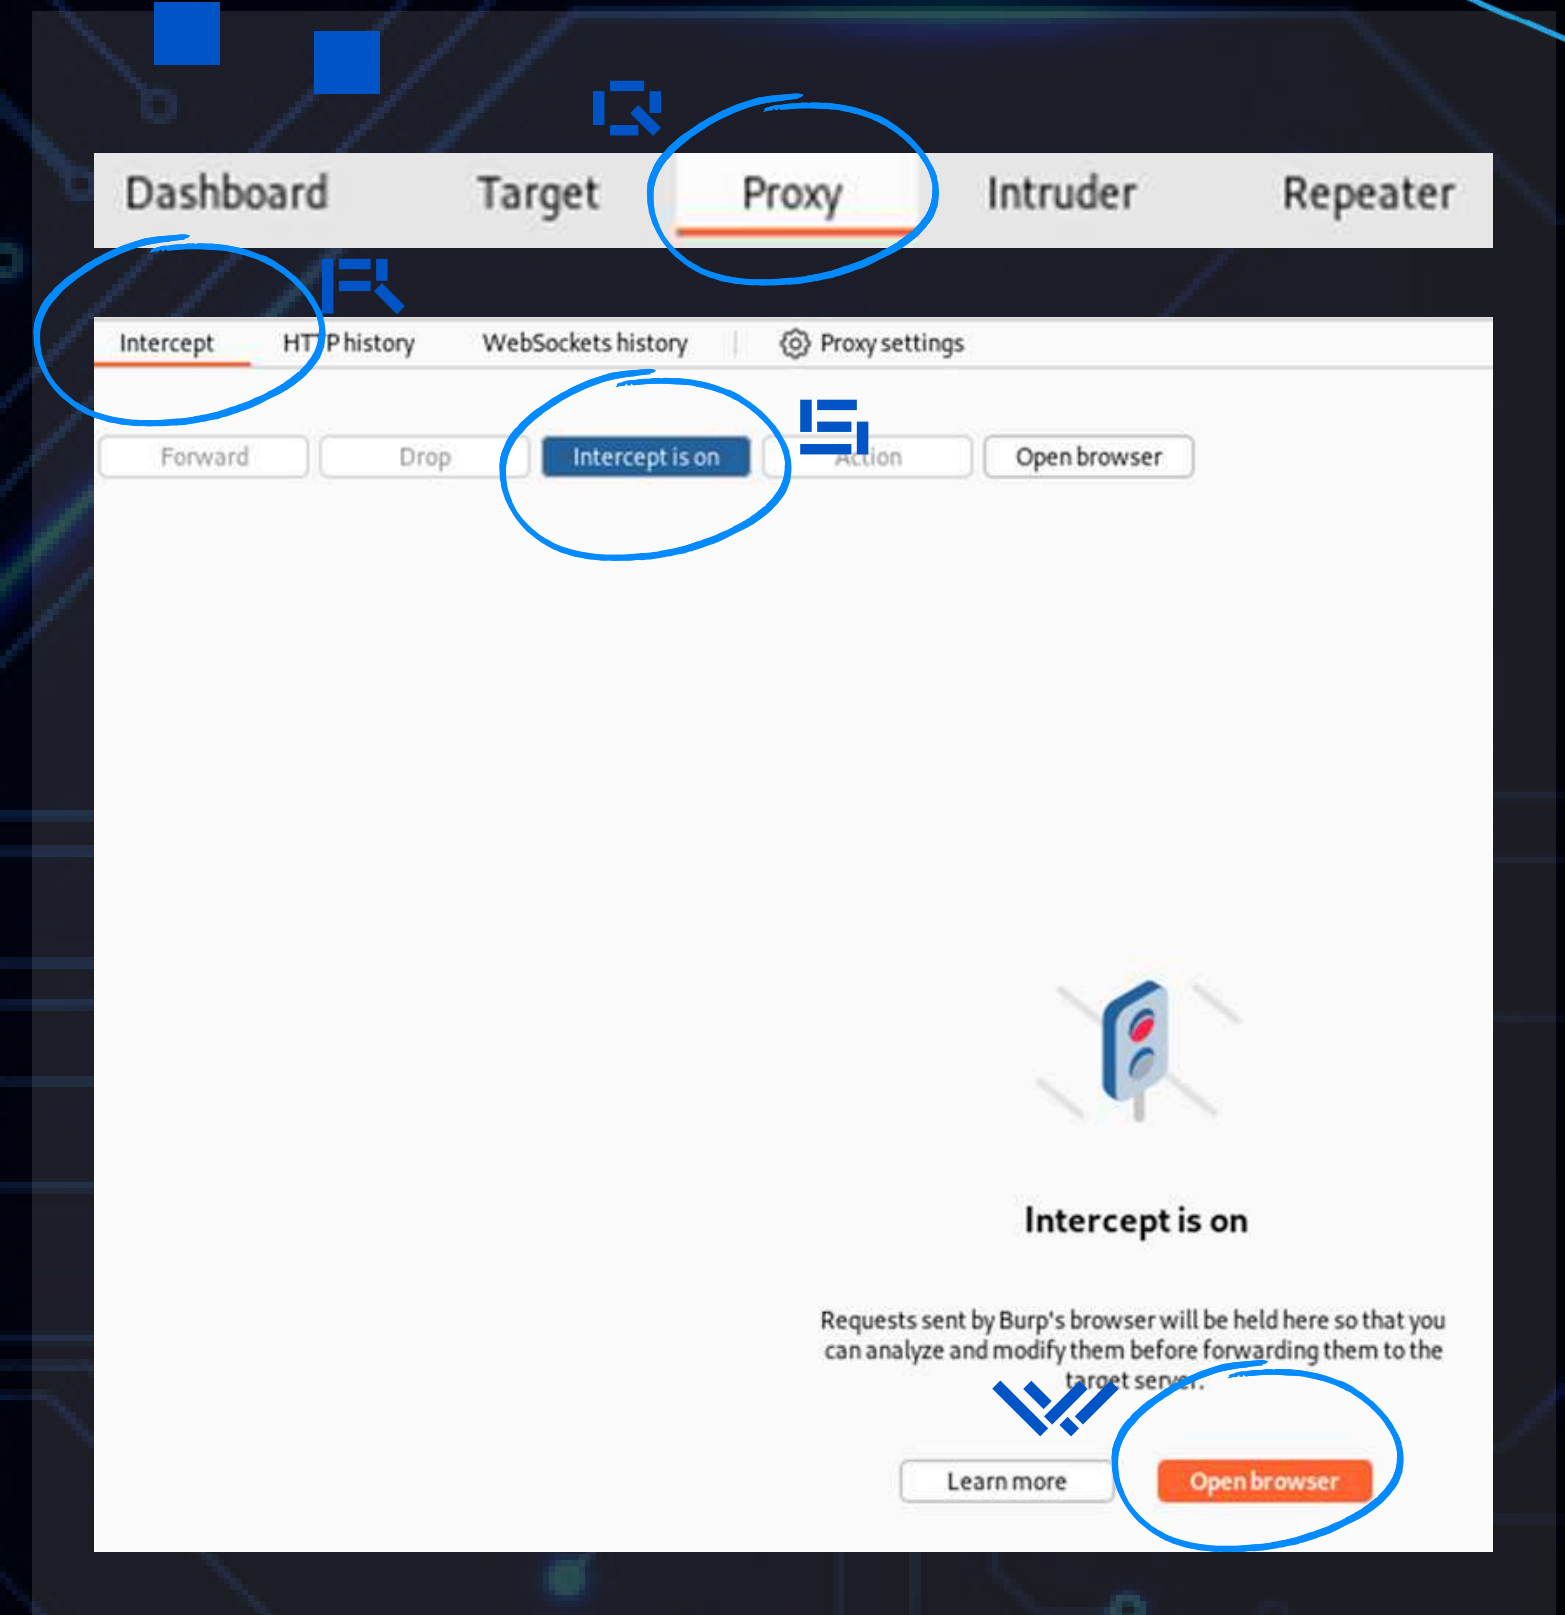 Q
Dashboard Target Proxy Intruder Repeater
R
Intercept HTTP history WebSockets history Proxy settings
S
Forward Drop Intercept is on Action Open browser
Intercept is on
Requests sent by Burp's browser will be held here so that you
can analyze and modify them before forwarding them to the
target server.
W
Learn more Open browser